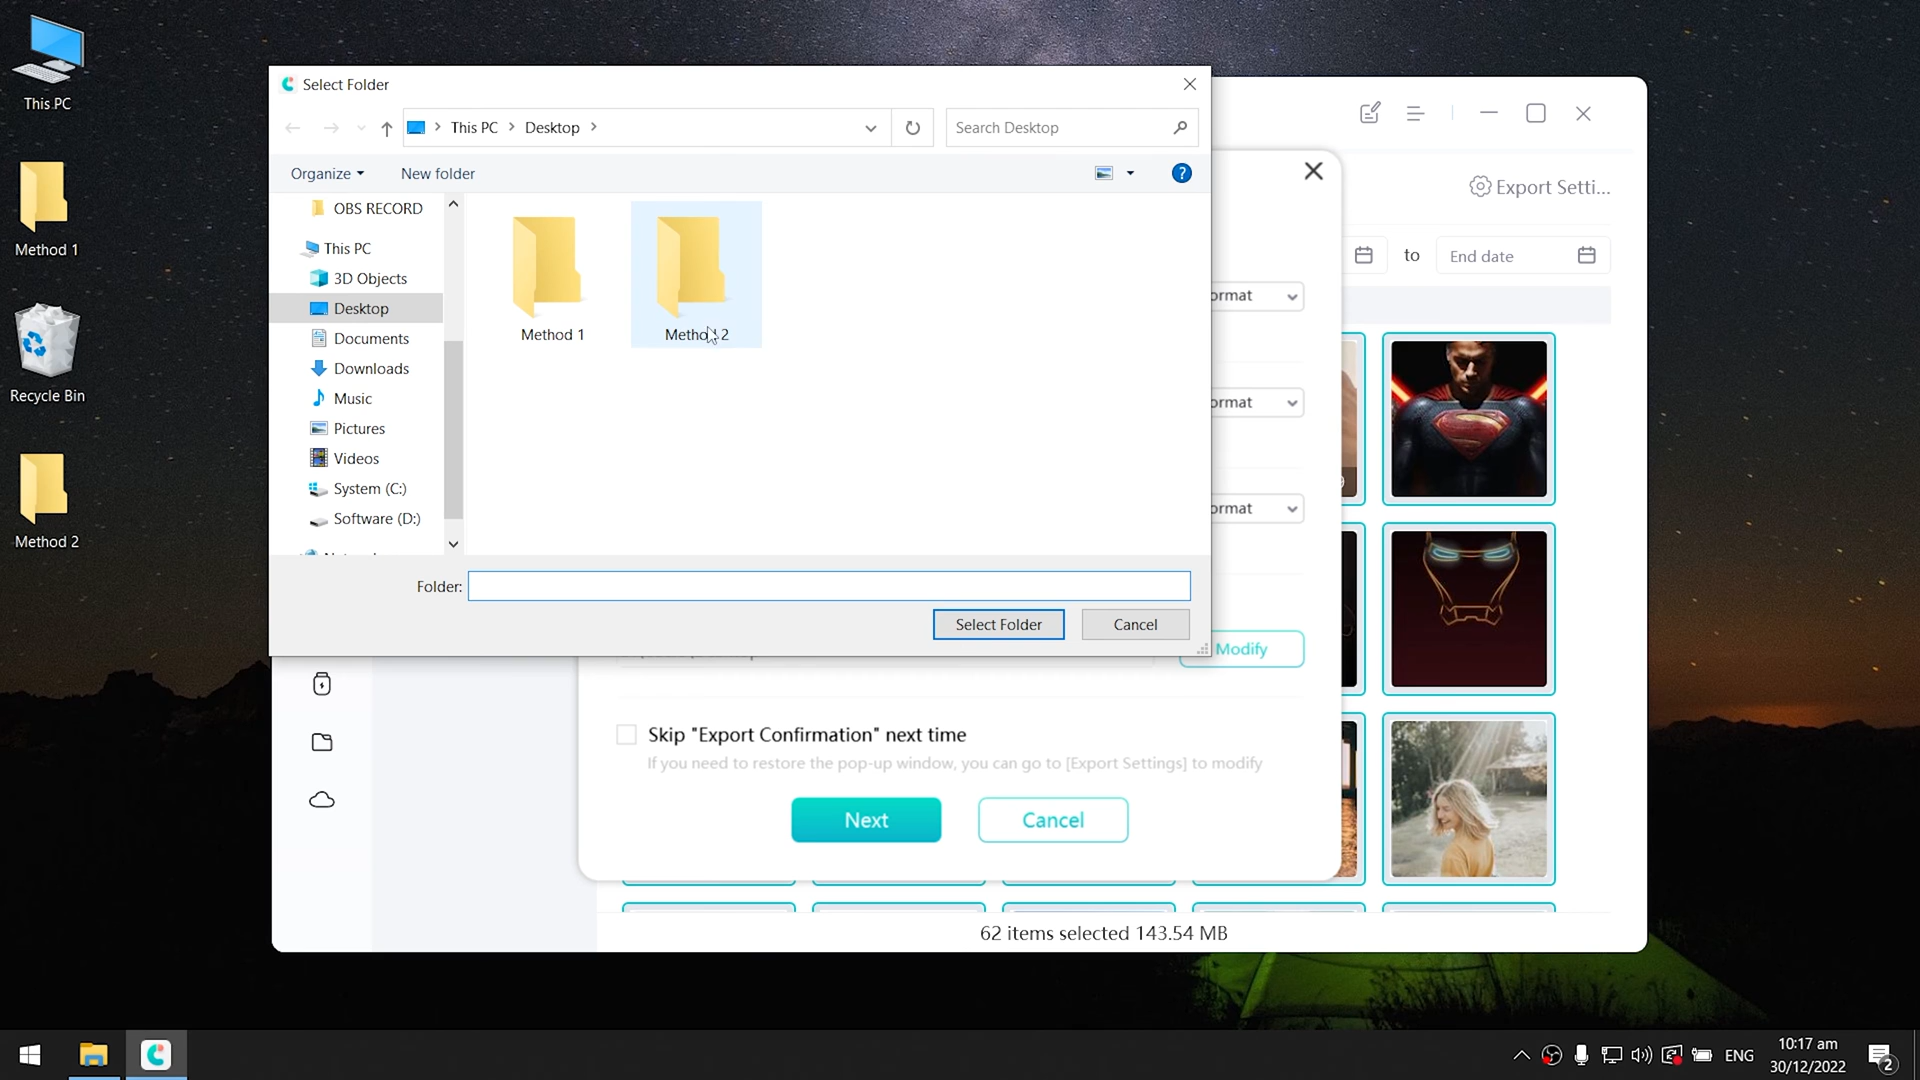 This PC
Method 1
Recycle Bin
Method 2
Select Folder
This PC
Desktop
Search Desktop
Organize
New folder
OBS RECORD
This PC
3D Objects
Desktop
Documents
Downloads
Music
Pictures
Videos
System (C:)
Software (D:)
Method 1
Method 2
Folder:
Select Folder
Cancel
Export Setti...
to
End date
ormat
ormat
ormat
Modify
Skip "Export Confirmation" next time
If you need to restore the pop-up window, you can go to [Export Settings] to modify
Next
Cancel
62 items selected 143.54 MB
ENG
10:17 am
30/12/2022
2